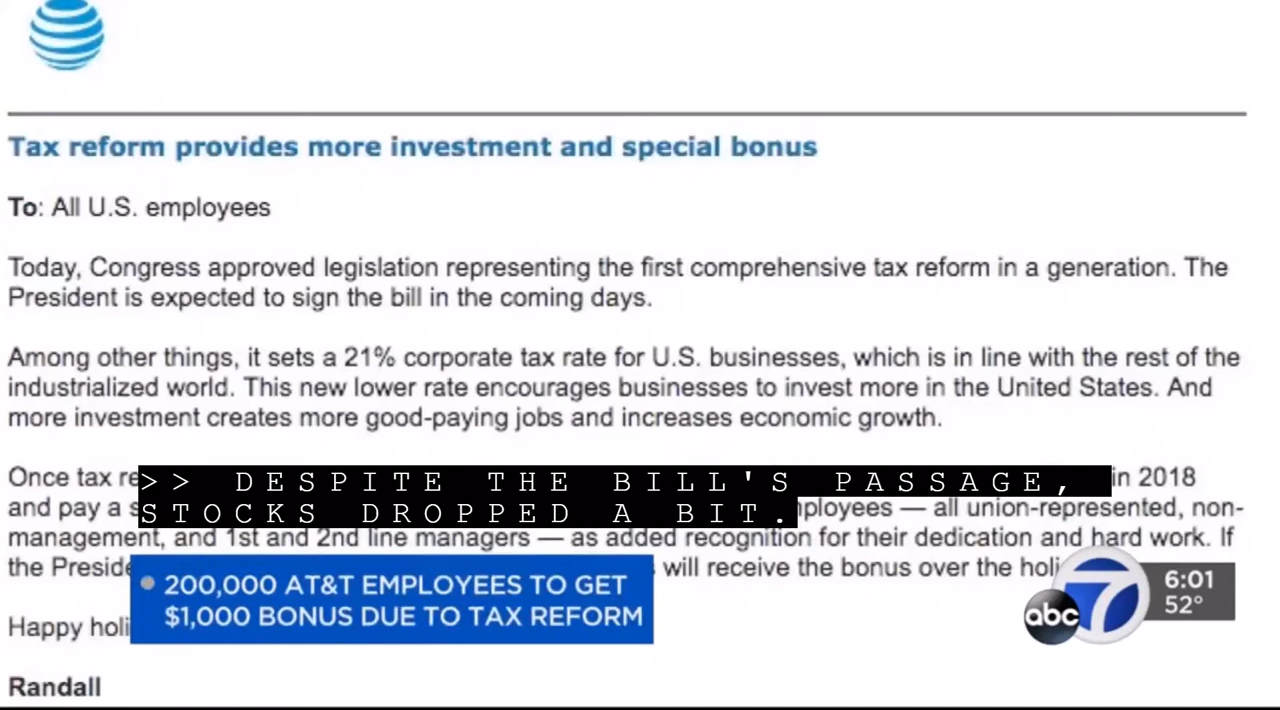 Tax reform provides more investment and special bonus
To: All U.S. employees
Today, Congress approved legislation representing the first comprehensive tax reform in a generation. The
President is expected to sign the bill in the coming days.
Among other things, it sets a 21% corporate tax rate for U.S. businesses, which is in line with the rest of the
industrialized world. This new lower rate encourages businesses to invest more in the United States. And
more investment creates more good-paying jobs and increases economic growth.
Once tax in 2018
>> DESPITE THE BILL'S PASSAGE,
and pay a — all union-represented, non-
STOCKS DROPPED A BIT.
management, and 1st and 2nd line managers — as added recognition for their dedication and hard work. If
the will receive the bonus over the
200,000 AT&T EMPLOYEES TO GET
$1,000 BONUS DUE TO TAX REFORM
abc 7
6:01
52°
Happy
Randall